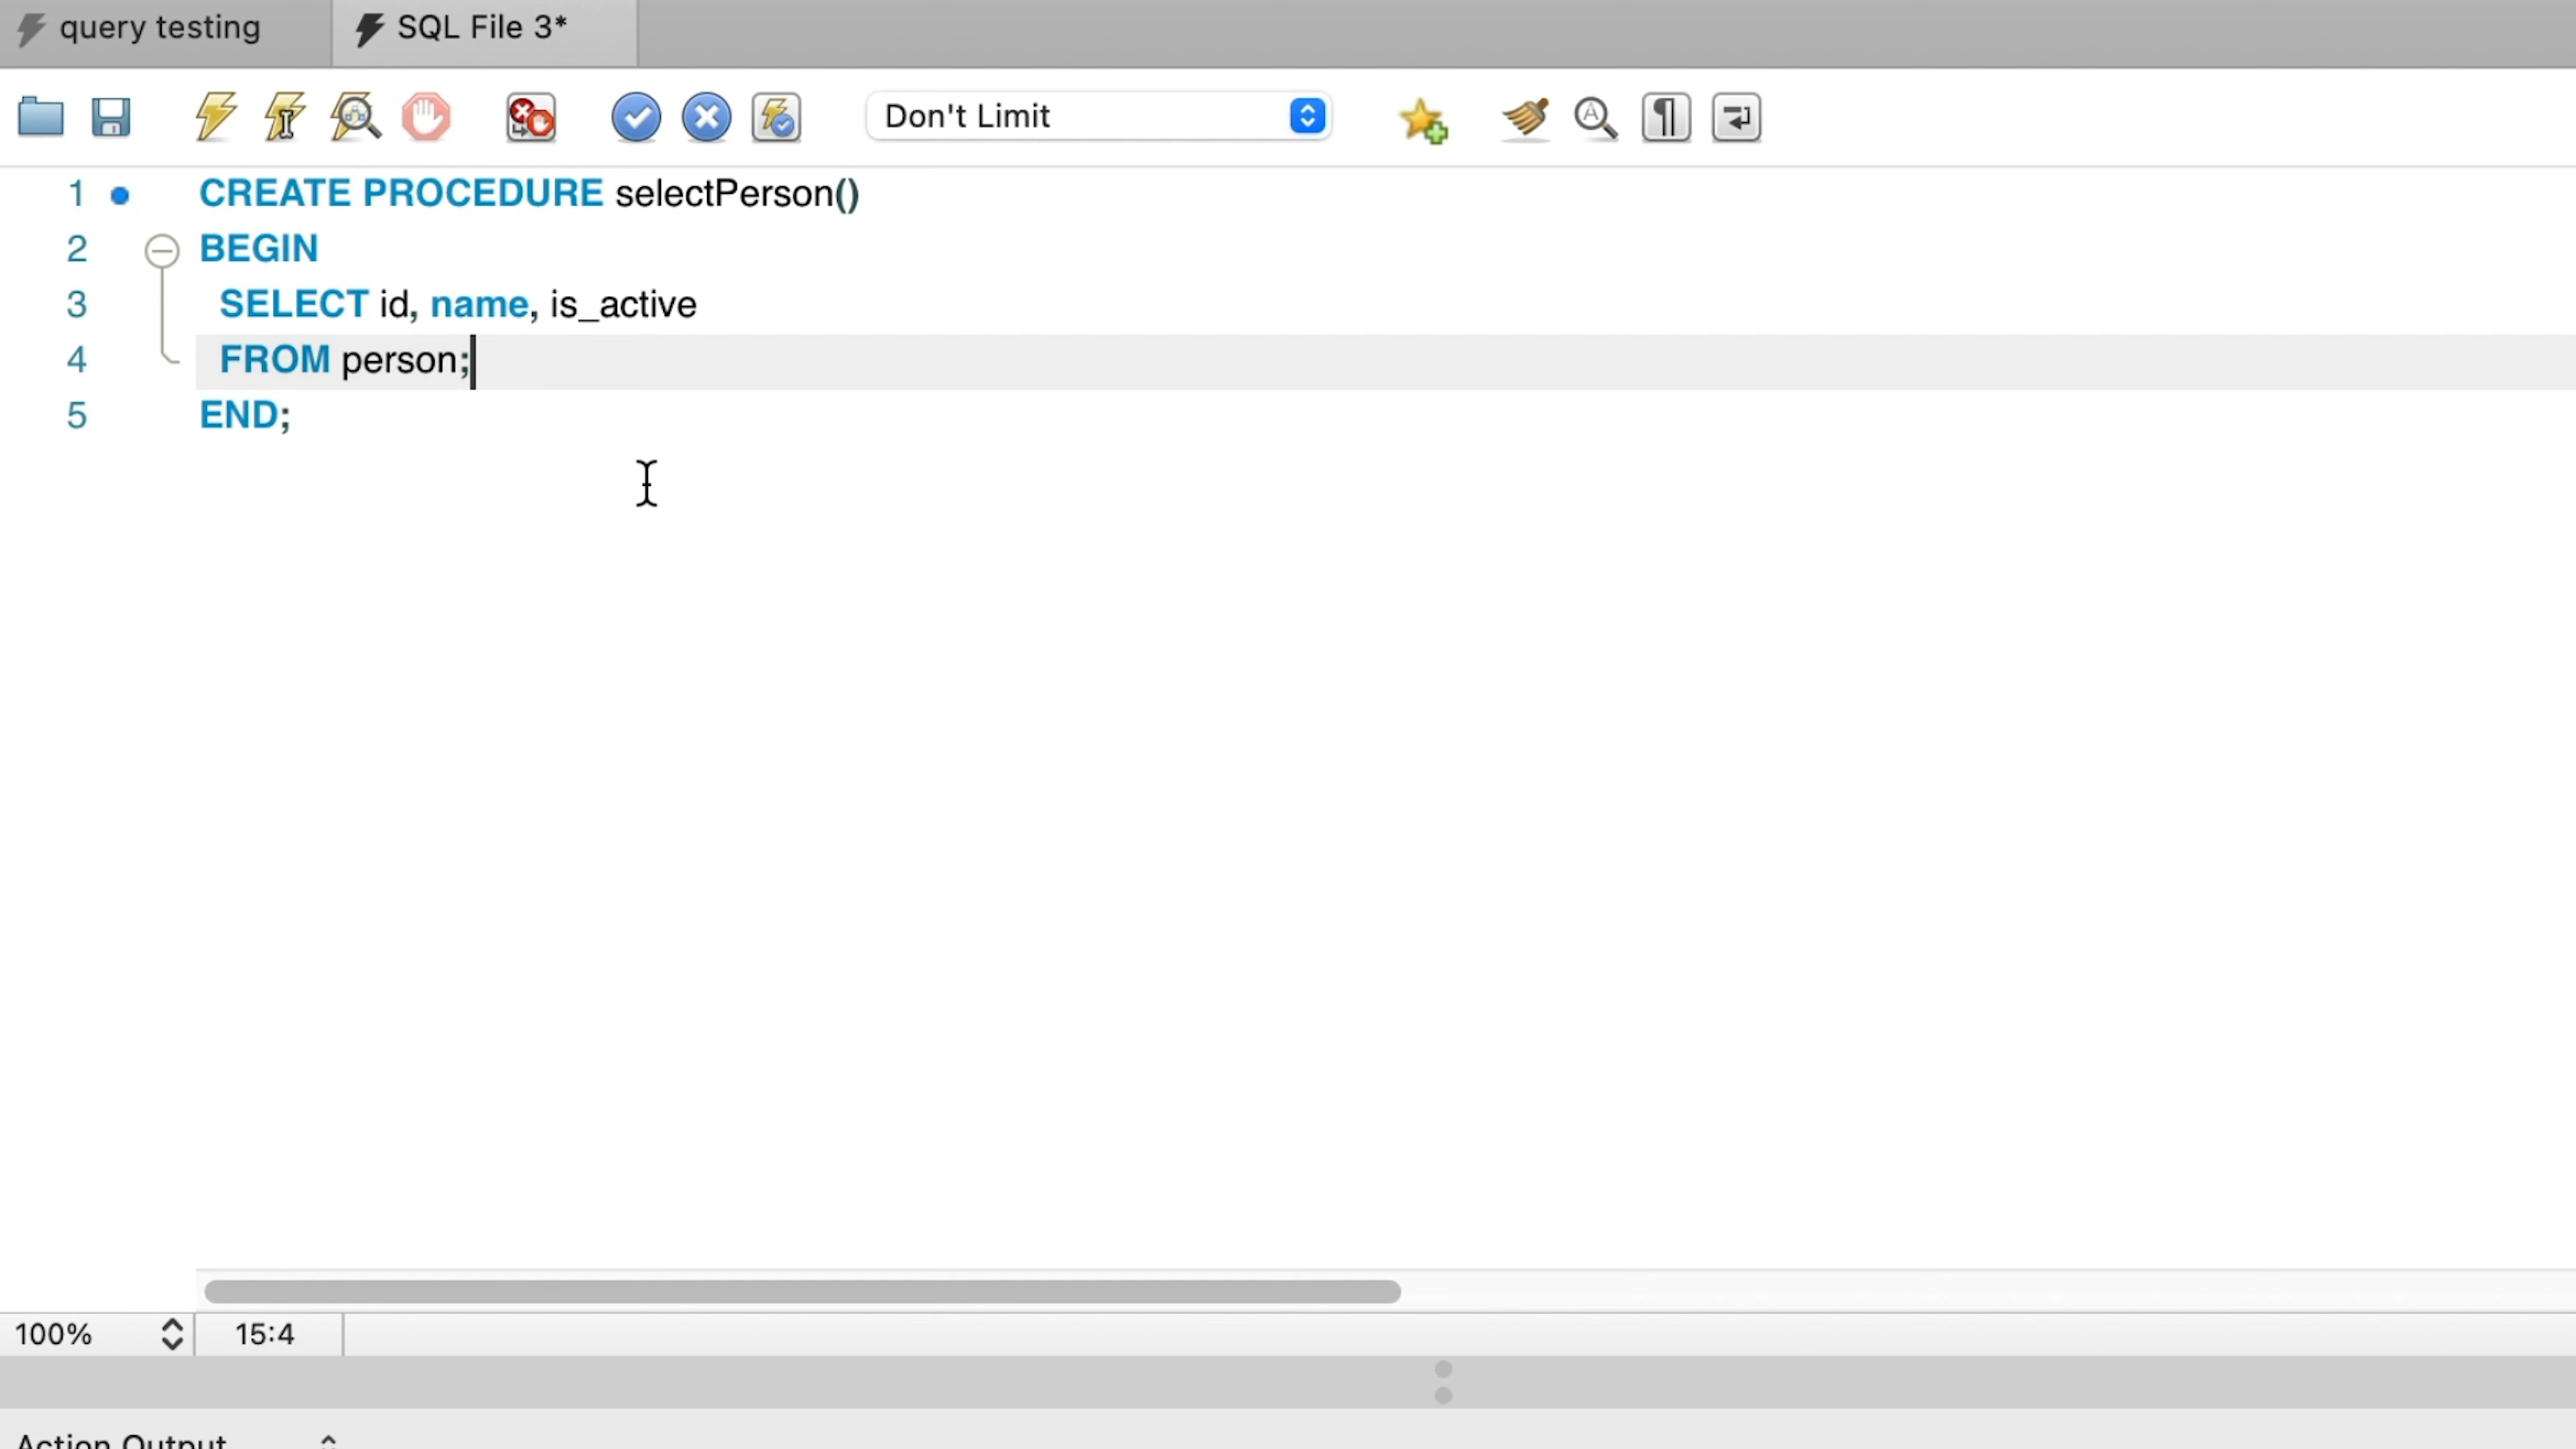 query testing
SQL File 3*
Don't Limit
1 CREATE PROCEDURE selectPerson()
2 BEGIN
3 SELECT id, name, is_active
4 FROM person;
5 END;
100%
15:4
Action Output